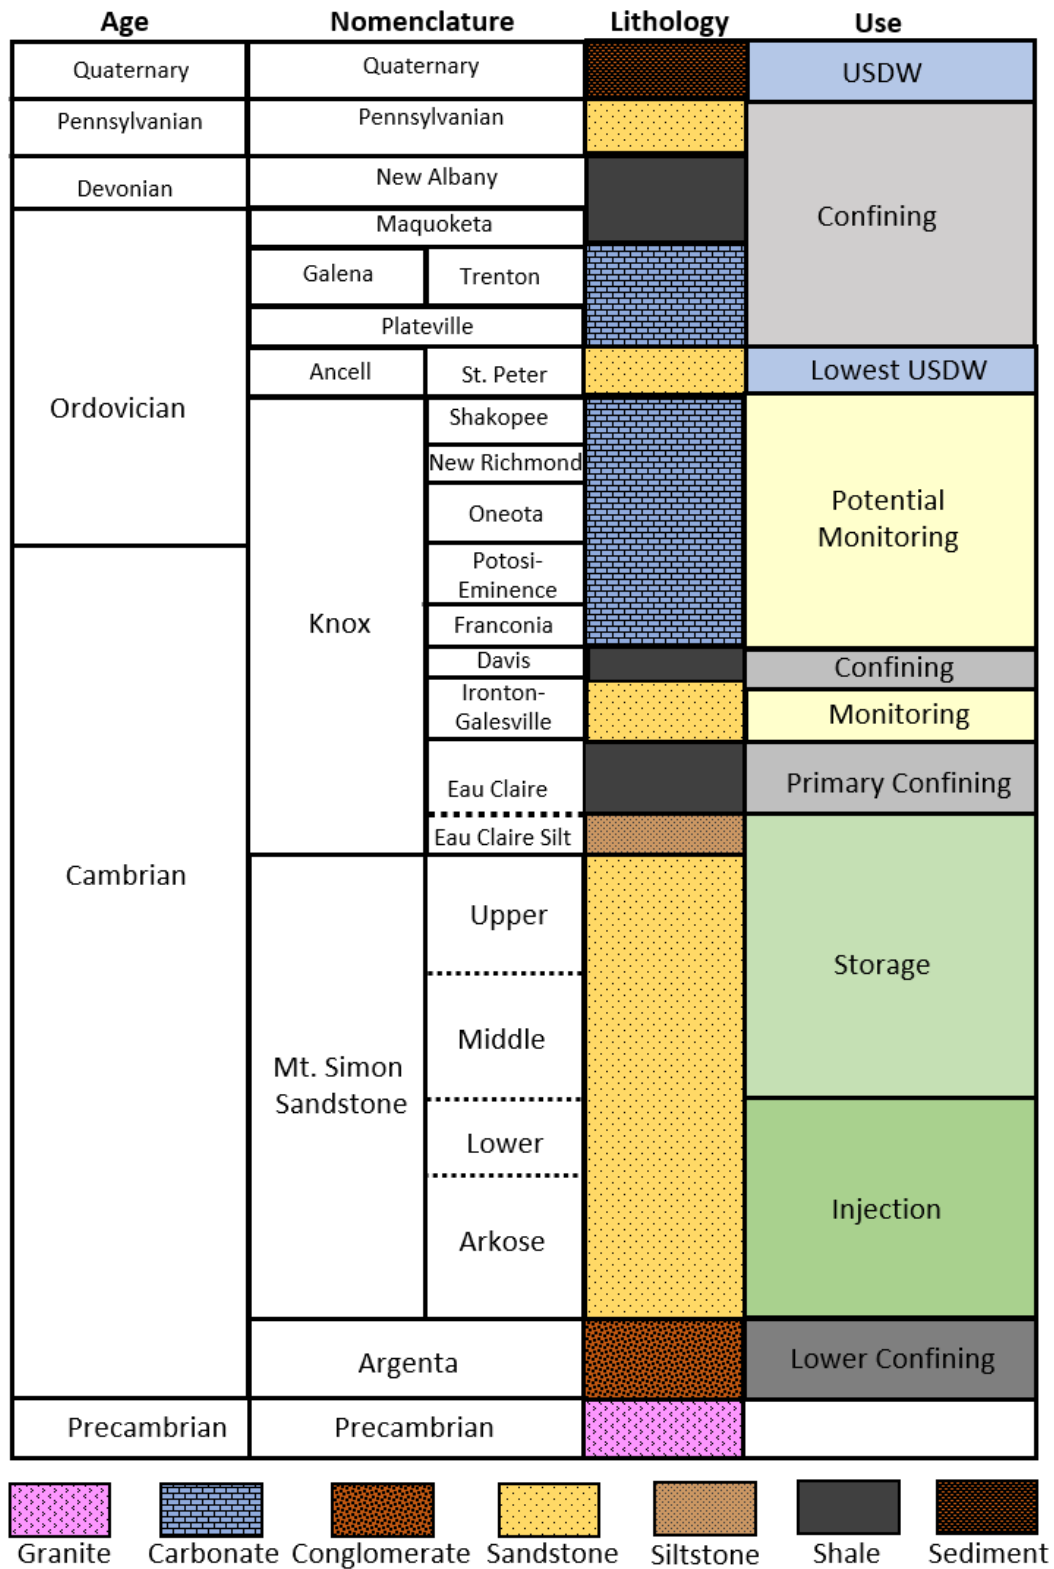 Age Nomenclature Lithology Use
Quaternary Quaternary USDW
Pennsylvanian Pennsylvanian
Devonian New Albany
Confining
Maquoketa
Galena Trenton
Plateville
Ancell St. Peter Lowest USDW
Ordovician
Shakopee
New Richmond
Oneota
Potential
Monitoring
Potosi-
Eminence
Knox Franconia
Davis Confining
Ironton-
Galesville Monitoring
Eau Claire Primary Confining
Eau Claire Silt
Cambrian
Upper
Storage
Middle
Mt. Simon
Sandstone
Lower
Injection
Arkose
Argenta Lower Confining
Precambrian Precambrian
Granite Carbonate Conglomerate Sandstone Siltstone Shale Sediment